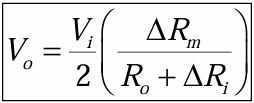 V_o = \frac{V_i}{2} \left( \frac{\Delta R_m}{R_o + \Delta R_i} \right)